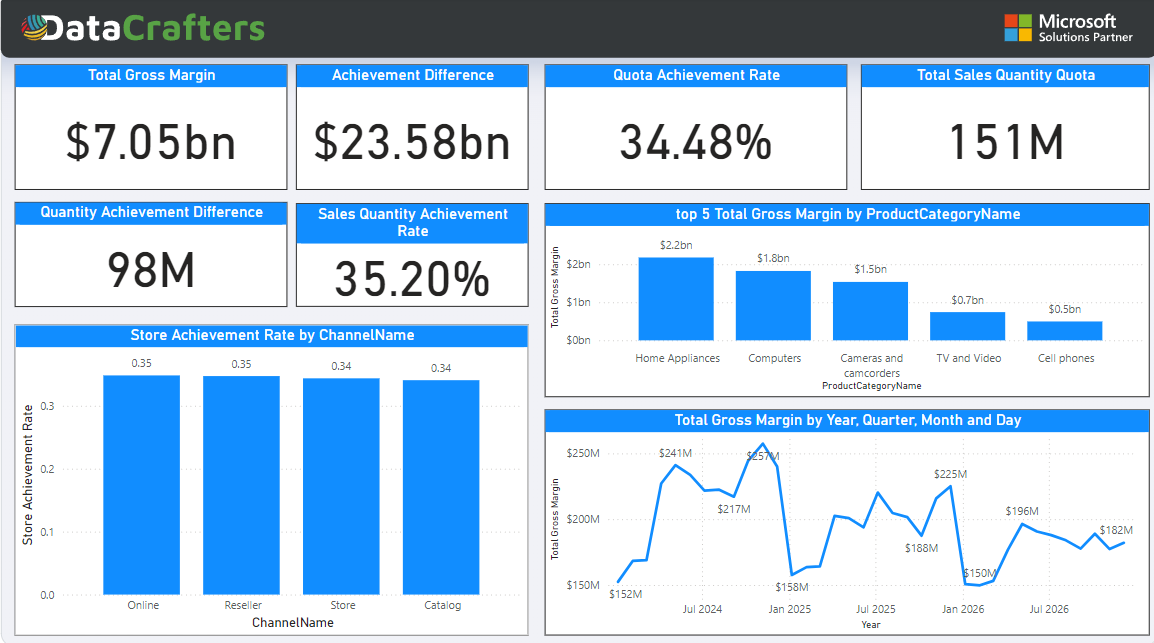 DataCrafters
Microsoft
Solutions Partner
Total Gross Margin
$7.05bn
Achievement Difference
$23.58bn
Quota Achievement Rate
34.48%
Total Sales Quantity Quota
151M
Quantity Achievement Difference
98M
Sales Quantity Achievement
Rate
35.20%
top 5 Total Gross Margin by ProductCategoryName
Total Gross Margin
$2bn
$1bn
$0bn
$2.2bn
$1.8bn
$1.5bn
$0.7bn
$0.5bn
Home Appliances
Computers
Cameras and
camcorders
TV and Video
Cell phones
ProductCategoryName
Store Achievement Rate by ChannelName
Store Achievement Rate
0.3
0.2
0.1
0.0
0.35
0.35
0.34
0.34
Online
Reseller
Store
Catalog
ChannelName
Total Gross Margin by Year, Quarter, Month and Day
Total Gross Margin
$250M
$200M
$150M
$152M
$241M
$217M
$257M
$158M
$188M
$225M
$150M
$196M
$182M
Jul 2024
Jan 2025
Jul 2025
Jan 2026
Jul 2026
Year